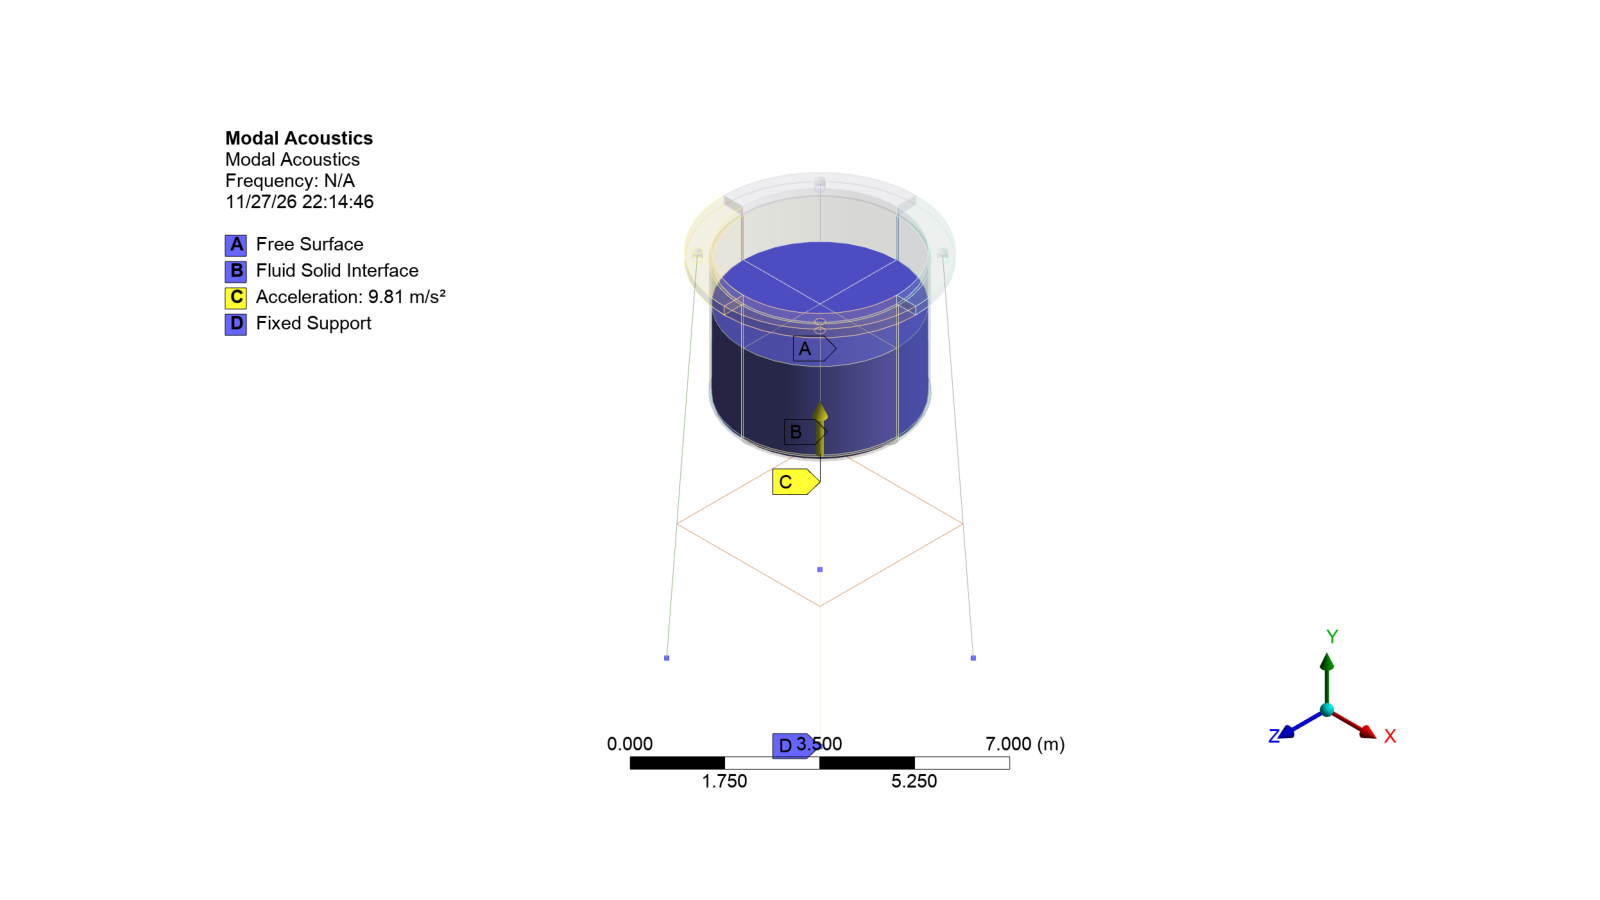 Modal Acoustics
Modal Acoustics
Frequency: N/A
11/27/26 22:14:46
A Free Surface
B Fluid Solid Interface
C Acceleration: 9.81 m/s²
D Fixed Support
A
B
C
Y
Z X
D
0.000 3.500 7.000 (m)
1.750 5.250